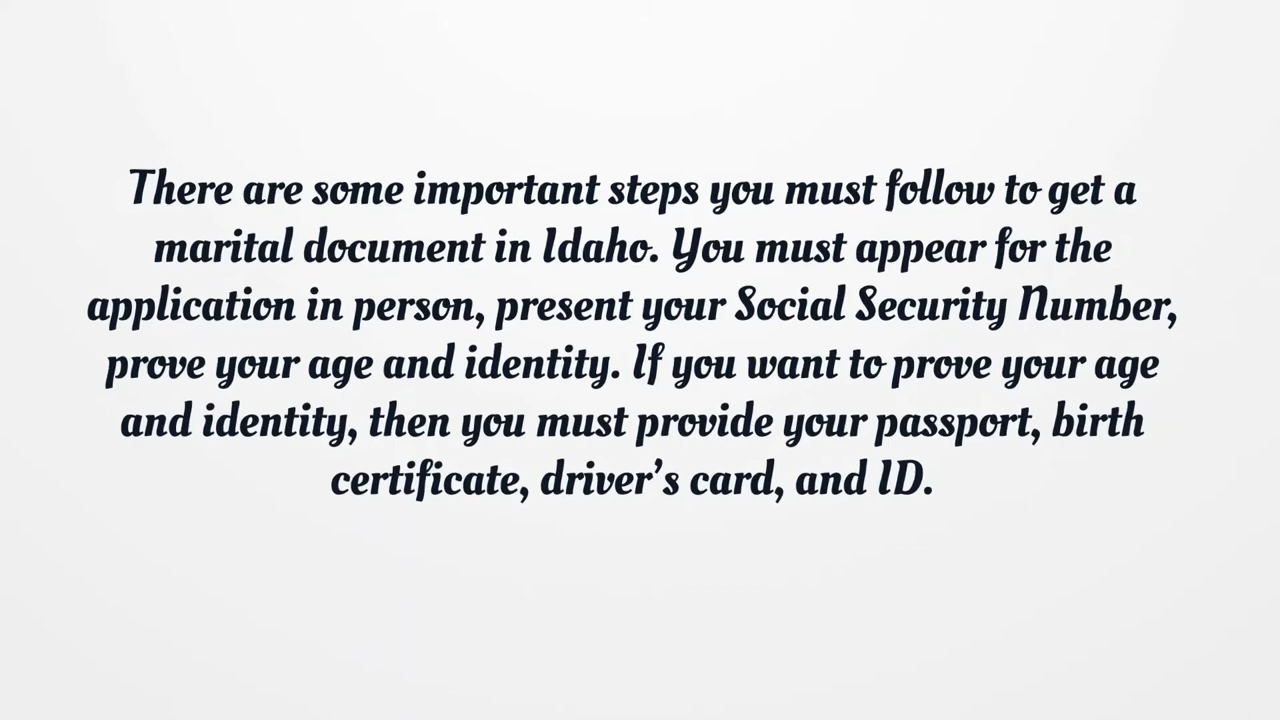 There are some important steps you must follow to get a
marital document in Idaho. You must appear for the
application in person, present your Social Security Number,
prove your age and identity. If you want to prove your age
and identity, then you must provide your passport, birth
certificate, driver’s card, and ID.